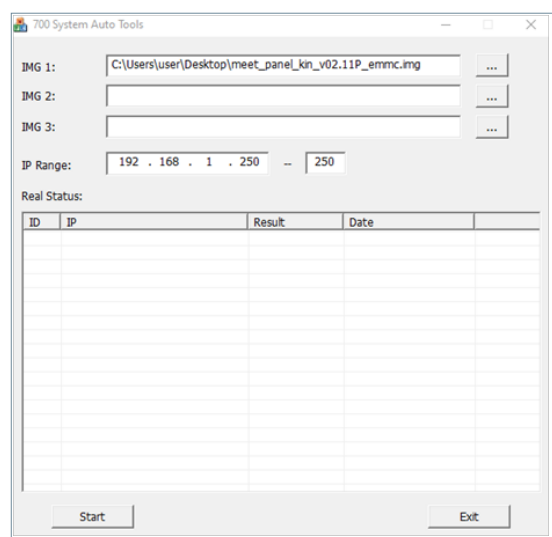 700 System Auto Tools
IMG 1: C:\Users\user\Desktop\meet_panel_kin_v02.11P_emmc.img ...
IMG 2: ...
IMG 3: ...
IP Range: 192 . 168 . 1 . 250 -- 250
Real Status:
ID IP Result Date
Start Exit